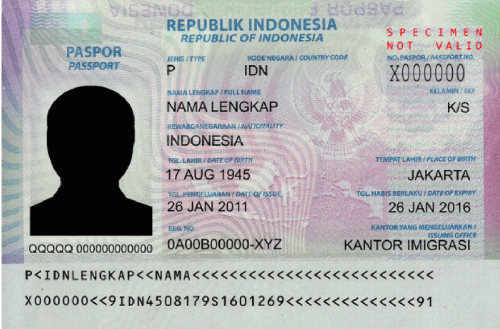 REPUBLIK INDONESIA
REPUBLIC OF INDONESIA
SPECIMEN
NOT VALID
PASPOR
PASSPORT
JENIS / TYPE KODE NEGARA / COUNTRY CODE NO. PASPOR / PASSPORT NO.
P IDN X000000
NAMA LENGKAP / FULL NAME KELAMIN / SEX
NAMA LENGKAP K/S
KEWARGANEGARAAN / NATIONALITY
INDONESIA
TGL. LAHIR / DATE OF BIRTH TEMPAT LAHIR / PLACE OF BIRTH
17 AUG 1945 JAKARTA
TGL. PENGELUARAN / DATE OF ISSUE TGL. HABIS BERLAKU / DATE OF EXPIRY
26 JAN 2011 26 JAN 2016
REG. NO KANTOR YANG MENGELUARKAN /
ISSUING OFFICE
0A00B00000-XYZ KANTOR IMIGRASI
QQQQQ 000000000000
P<IDNLENGKAP<<NAMA<<<<<<<<<<<<<<<<<<<<<<<<<<
X000000<<9IDN4508179S1601269<<<<<<<<<<<<<<91